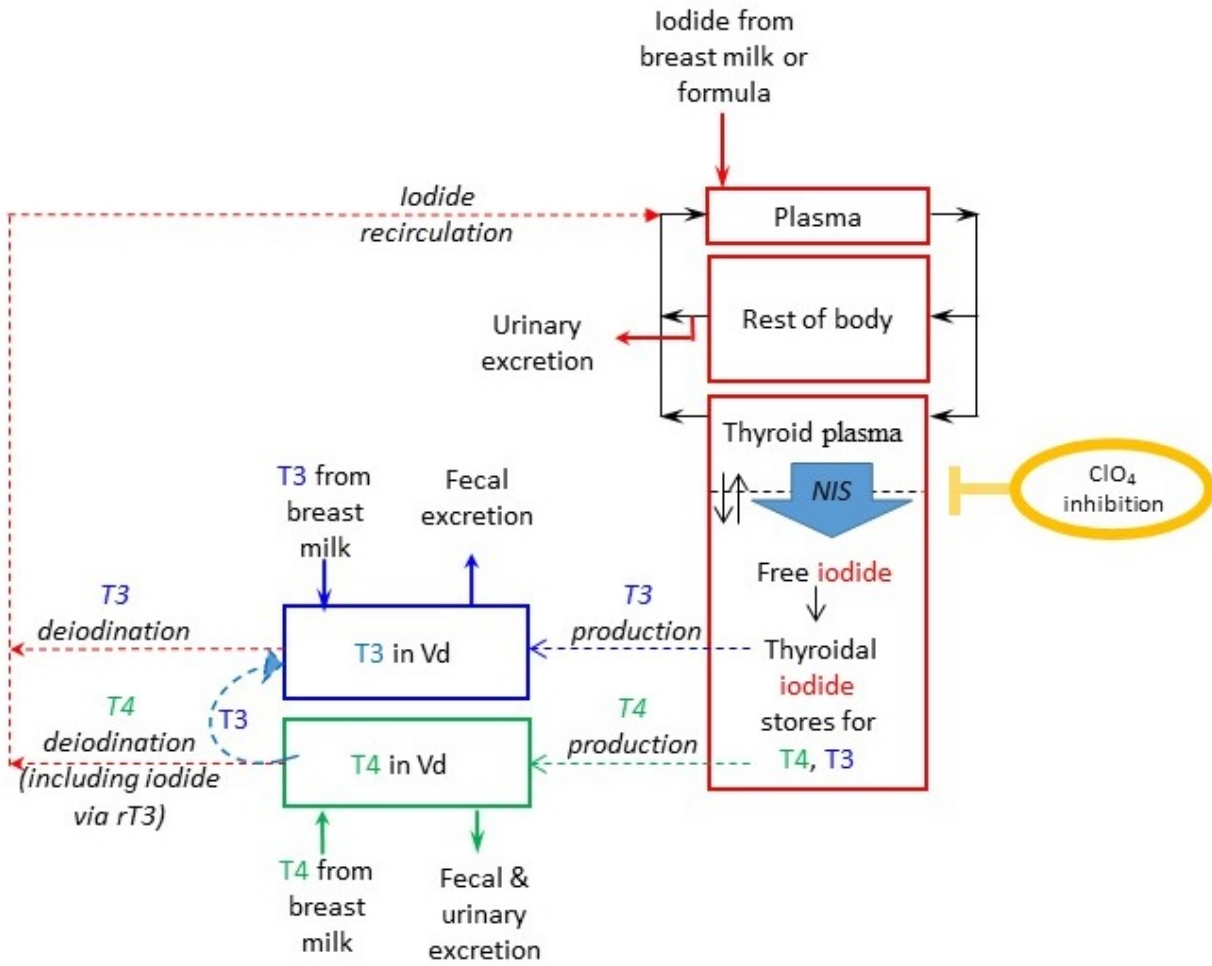 Iodide from
breast milk or
formula
Iodide
recirculation
Plasma
Rest of body
Urinary
excretion
Thyroid plasma
NIS
ClO₄
inhibition
T3 from
breast
milk
Fecal
excretion
Free iodide
T3
deiodination
T3 in Vd
T3
production
Thyroidal
iodide
stores for
T4, T3
T3
T4
deiodination
(including iodide
via rT3)
T4 in Vd
T4
production
T4 from
breast
milk
Fecal &
urinary
excretion